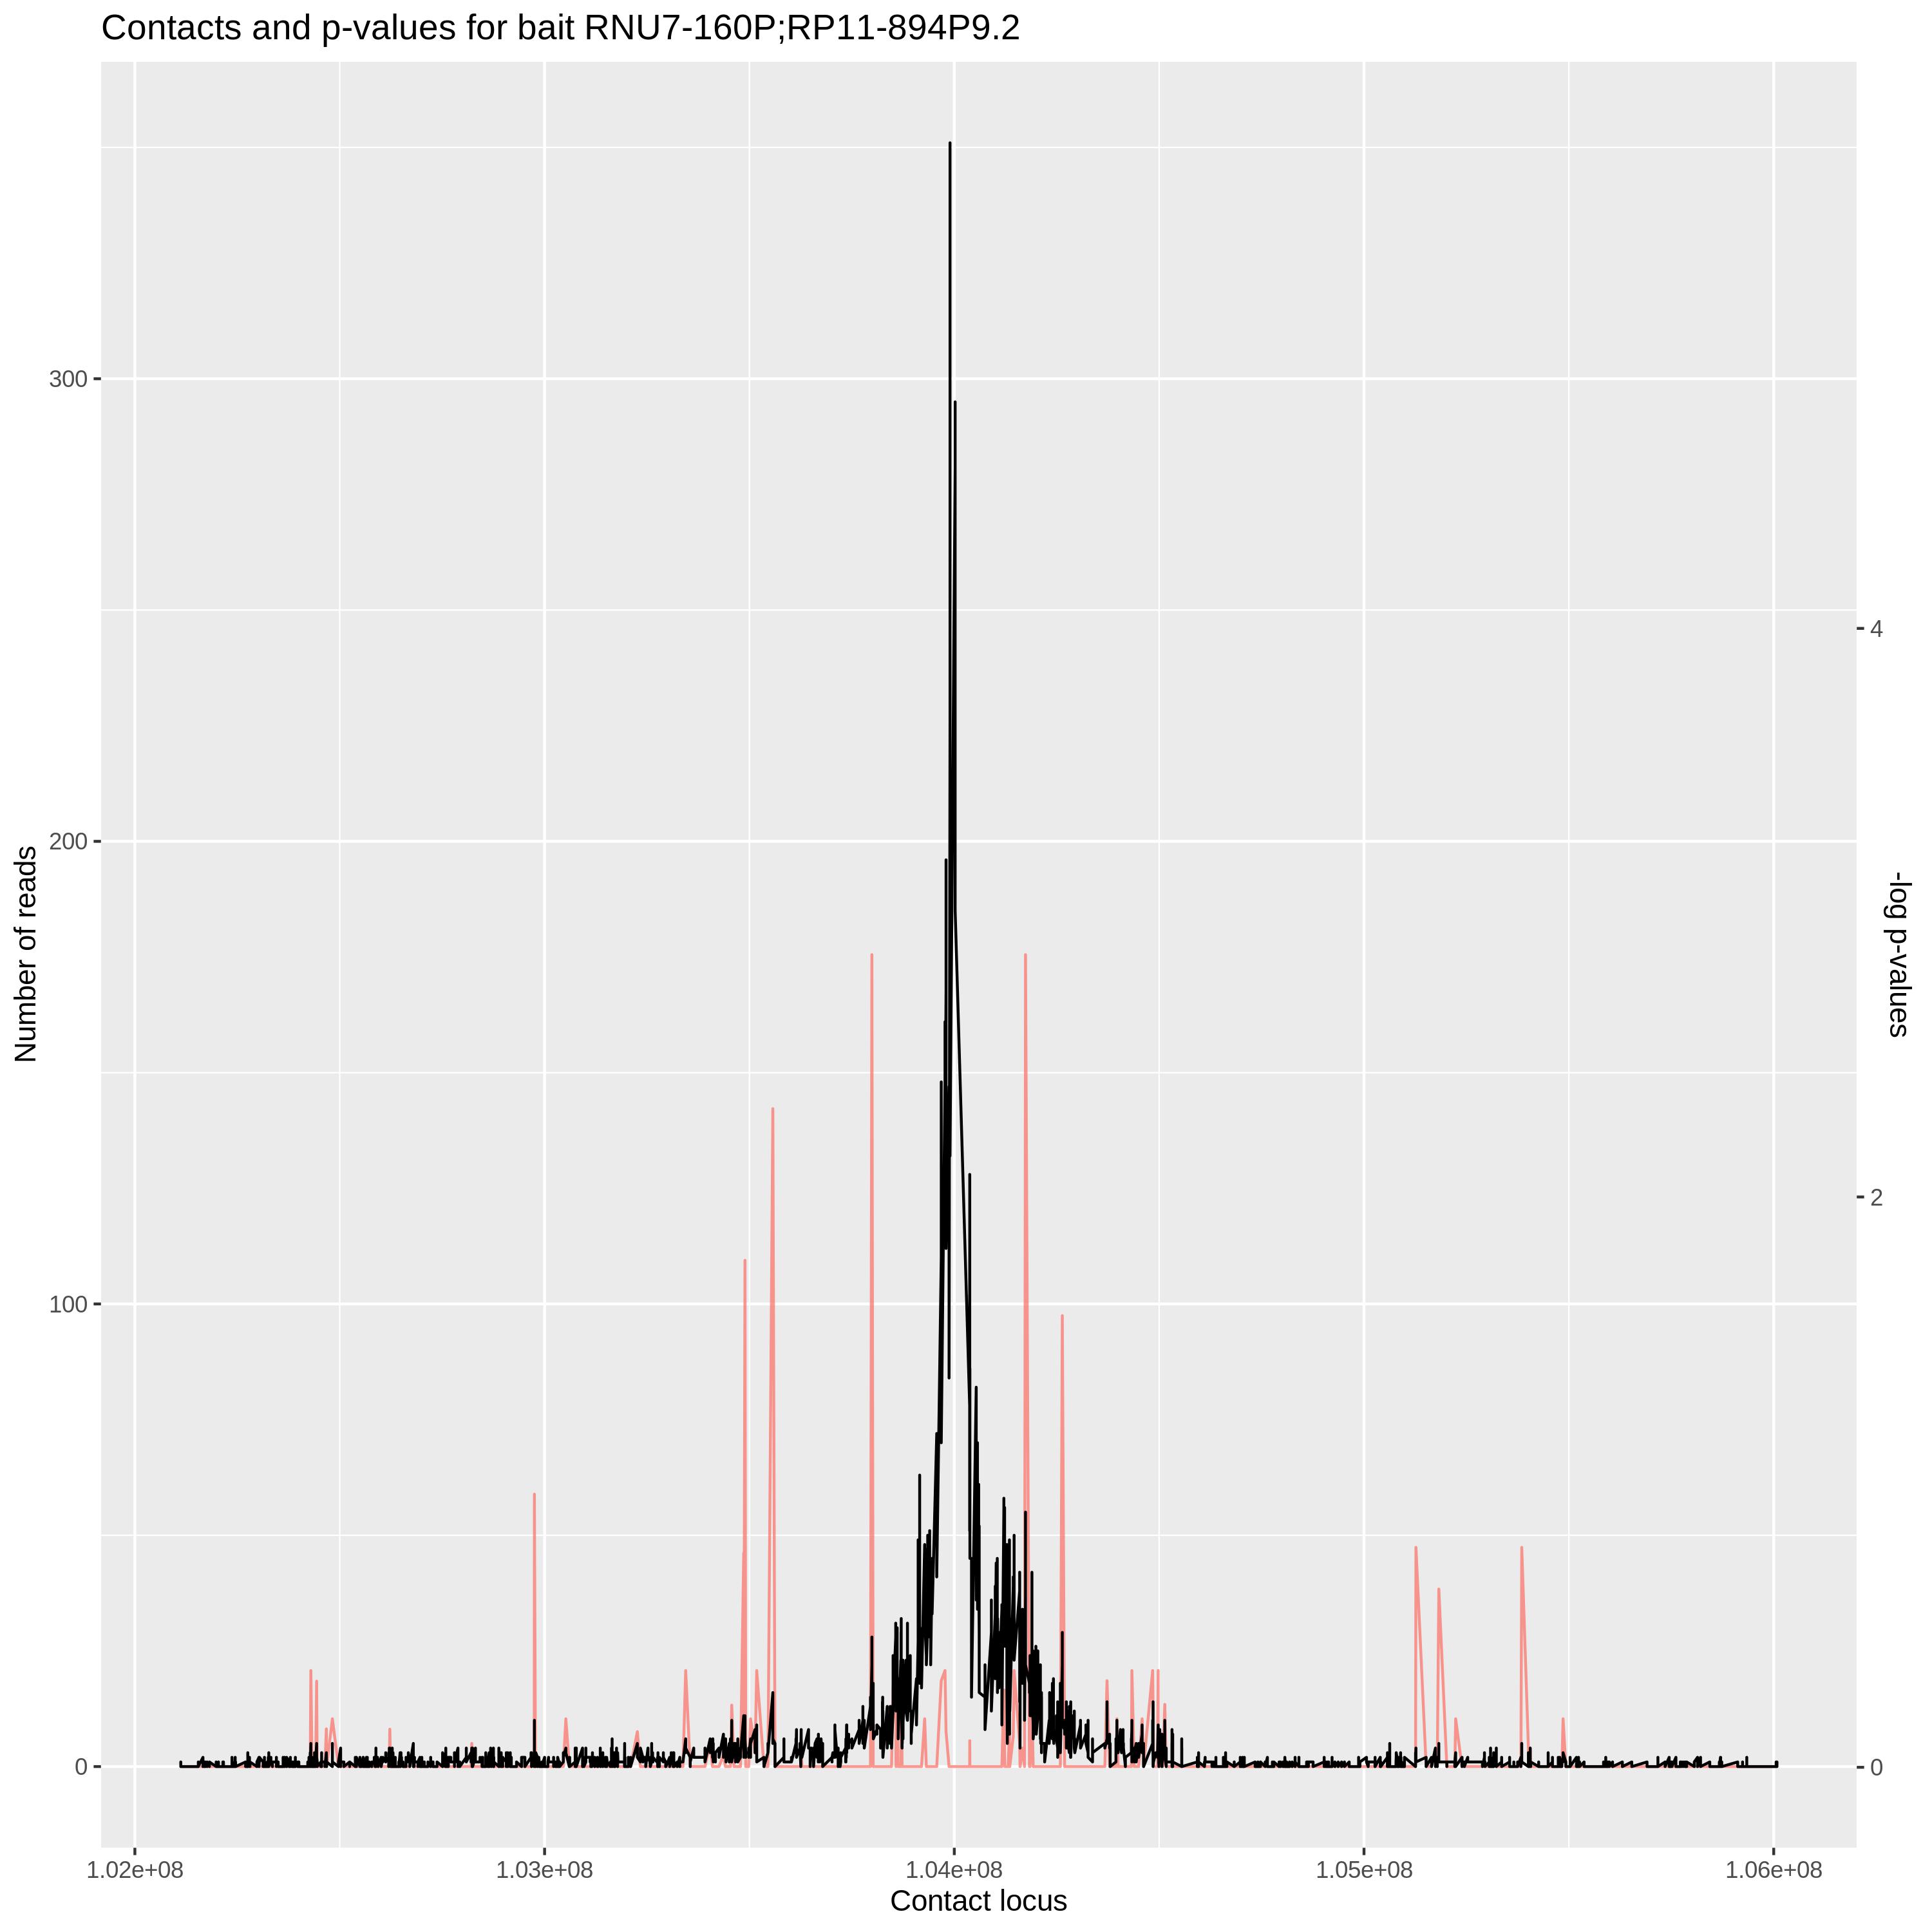 Contacts and p-values for bait RNU7-160P;RP11-894P9.2
Number of reads
300
200
100
0
-log p-values
4
2
0
1.02e+08
1.03e+08
1.04e+08
1.05e+08
1.06e+08
Contact locus